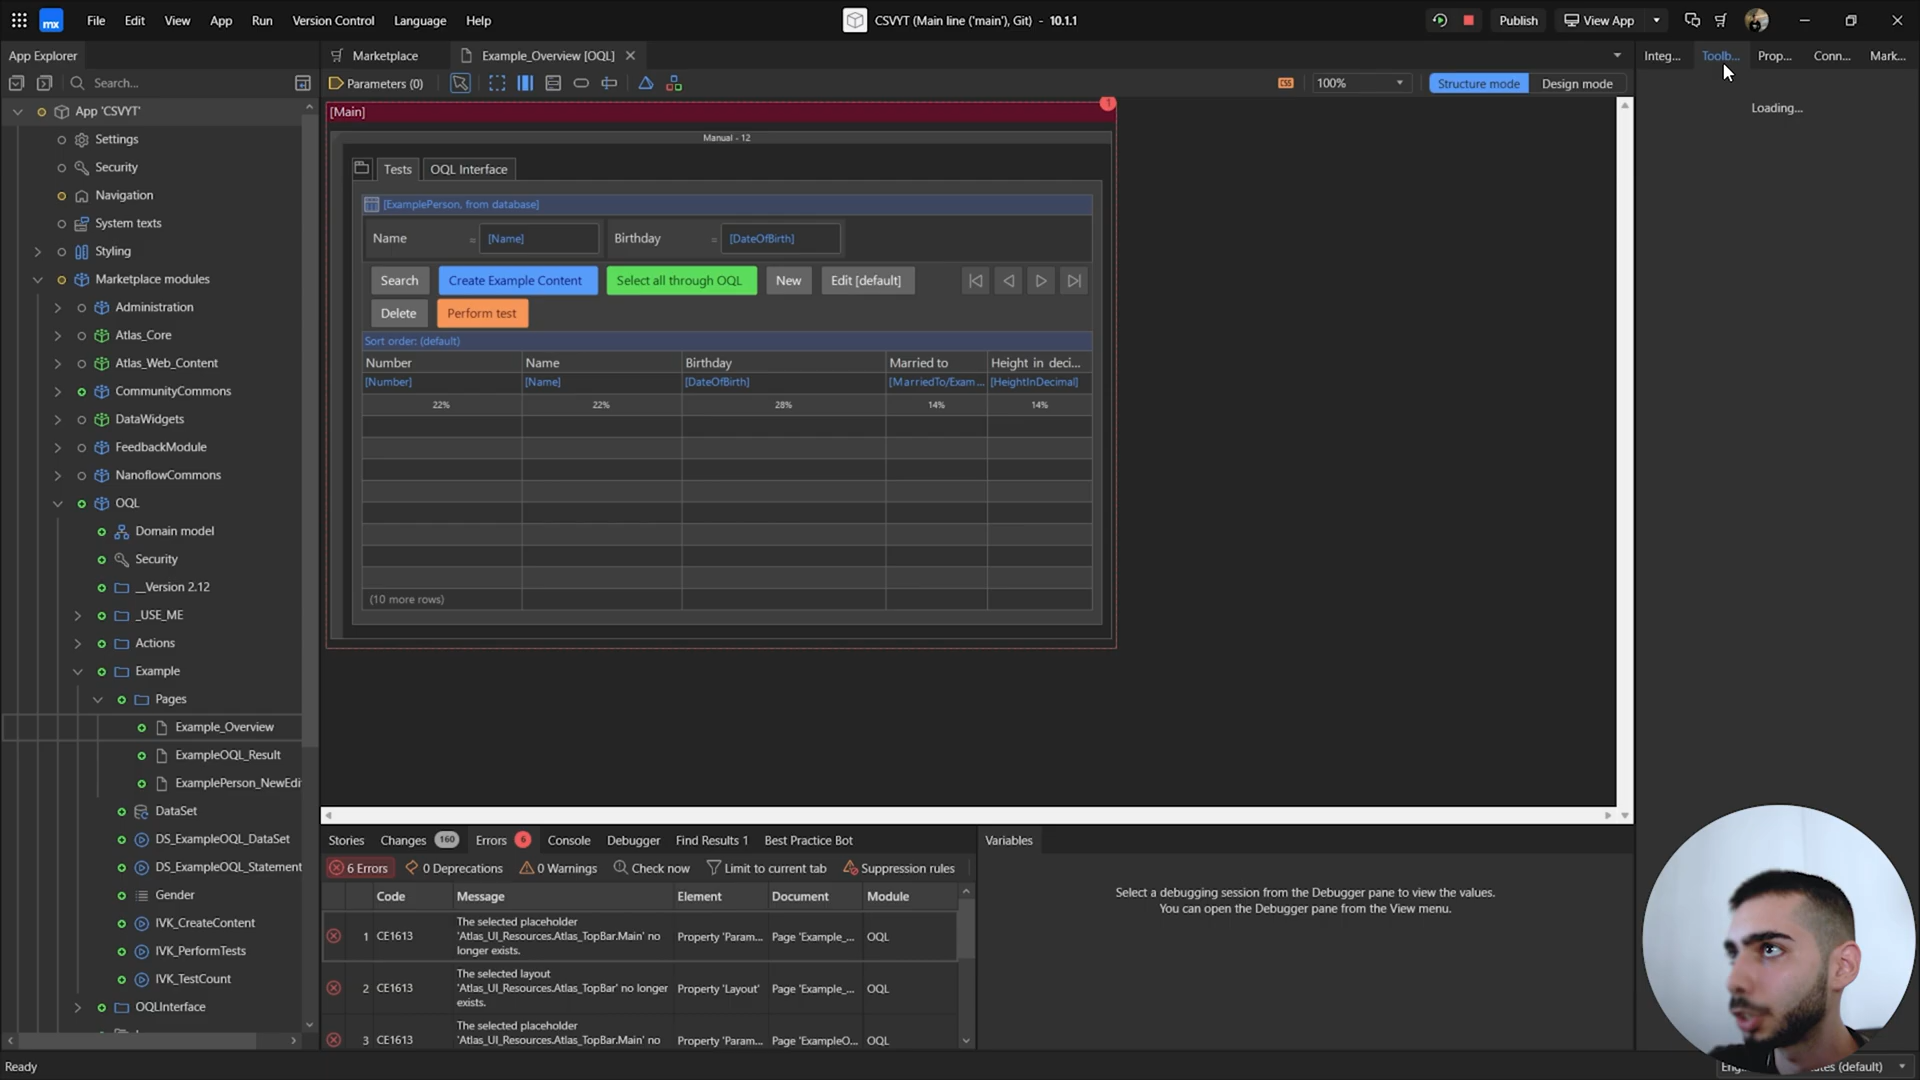 mx File Edit View App Run Version Control Language Help
CSVYT (Main line ('main'), Git) - 10.1.1
Publish View App
App Explorer
Marketplace
Example_Overview [OQL]
Integ... Toolb... Prop... Conn... Mark...
Search...
Parameters (0)
CSS
100%
Structure mode Design mode
Loading...
App 'CSVYT'
Settings
Security
Navigation
System texts
Styling
Marketplace modules
Administration
Atlas_Core
Atlas_Web_Content
CommunityCommons
DataWidgets
FeedbackModule
NanoflowCommons
OQL
Domain model
Security
__Version 2.12
_USE_ME
Actions
Example
Pages
Example_Overview
ExampleOQL_Result
ExamplePerson_NewEdi
DataSet
DS_ExampleOQL_DataSet
DS_ExampleOQL_Statement
Gender
IVK_CreateContent
IVK_PerformTests
IVK_TestCount
OQLInterface
[Main]
1
Manual - 12
Tests OQL Interface
[ExamplePerson, from database]
Name = [Name] Birthday = [DateOfBirth]
Search Create Example Content Select all through OQL New Edit [default]
Delete Perform test
Sort order: (default)
Number Name Birthday Married to Height in deci...
[Number] [Name] [DateOfBirth] [MarriedTo/Exam... [HeightInDecimal]
22% 22% 28% 14% 14%
(10 more rows)
Stories Changes 160 Errors 6 Console Debugger Find Results 1 Best Practice Bot
6 Errors 0 Deprecations 0 Warnings Check now Limit to current tab Suppression rules
Code Message Element Document Module
1 CE1613 The selected placeholder
'Atlas_UI_Resources.Atlas_TopBar.Main' no
longer exists. Property 'Param... Page 'Example_... OQL
2 CE1613 The selected layout
'Atlas_UI_Resources.Atlas_TopBar' no longer
exists. Property 'Layout' Page 'Example_... OQL
3 CE1613 The selected placeholder
'Atlas_UI_Resources.Atlas_TopBar.Main' no Property 'Param... Page 'ExampleO... OQL
Variables
Select a debugging session from the Debugger pane to view the values.
You can open the Debugger pane from the View menu.
Ready
(default)